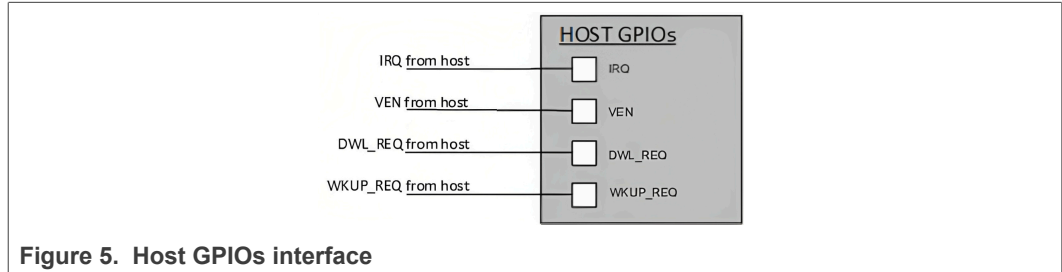 HOST GPIOs
IRQ from host
IRQ
VEN from host
VEN
DWL_REQ from host
DWL_REQ
WKUP_REQ from host
WKUP_REQ
Figure 5. Host GPIOs interface